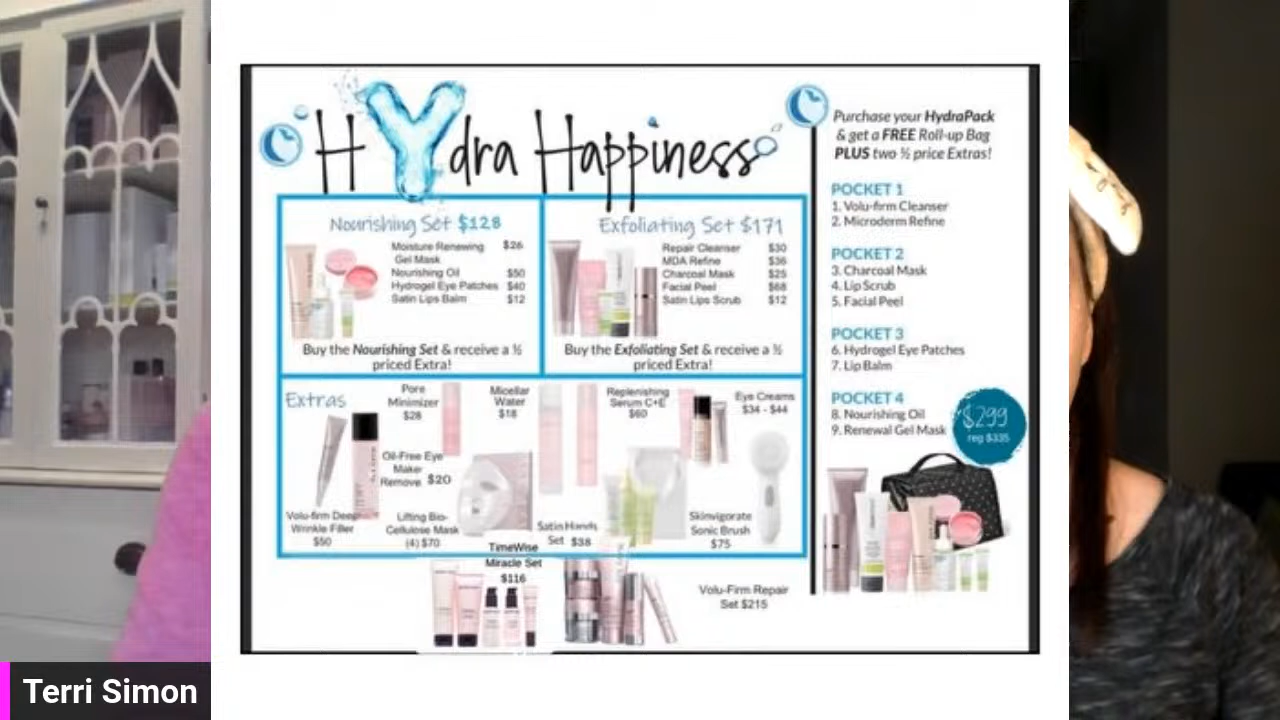 Hydra Happiness
Nourishing Set $128
Moisture Renewing $26
Gel Mask
Nourishing Oil $50
Hydrogel Eye Patches $40
Satin Lips Balm $12
Buy the Nourishing Set & receive a ½
priced Extra!
Exfoliating Set $171
Repair Cleanser $30
MDA Refine $36
Charcoal Mask $25
Facial Peel $68
Satin Lips Scrub $12
Buy the Exfoliating Set & receive a ½
priced Extra!
Extras
Pore
Minimizer
$28
Micellar
Water
$18
Replenishing
Serum C+E
$60
Eye Creams
$34 - $44
Oil-Free Eye
Make
Remove $20
Volu-firm Deep
Wrinkle Filler
$50
Lifting Bio-
Cellulose Mask
(4) $70
Satin Hands
Set $38
Skinvigorate
Sonic Brush
$75
TimeWise
Miracle Set
$116
Volu-Firm Repair
Set $215
Purchase your HydraPack
& get a FREE Roll-up Bag
PLUS two ½ price Extras!
POCKET 1
1. Volu-firm Cleanser
2. Microderm Refine
POCKET 2
3. Charcoal Mask
4. Lip Scrub
5. Facial Peel
POCKET 3
6. Hydrogel Eye Patches
7. Lip Balm
POCKET 4
8. Nourishing Oil
9. Renewal Gel Mask
$299
reg $335
Terri Simon